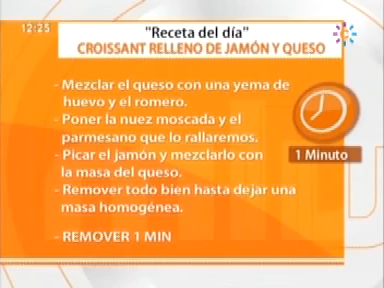 12:25
"Receta del día"
CROISSANT RELLENO DE JAMÓN Y QUESO
- Mezclar el queso con una yema de
huevo y el romero.
- Poner la nuez moscada y el
parmesano que lo rallaremos.
- Picar el jamón y mezclarlo con
la masa del queso.
- Remover todo bien hasta dejar una
masa homogénea.
- REMOVER 1 MIN
1 Minuto